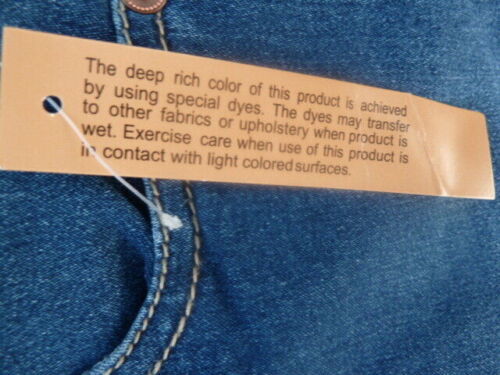 The deep rich color of this product is achieved
by using special dyes. The dyes may transfer
to other fabrics or upholstery when product is
wet. Exercise care when use of this product is
in contact with light colored surfaces.